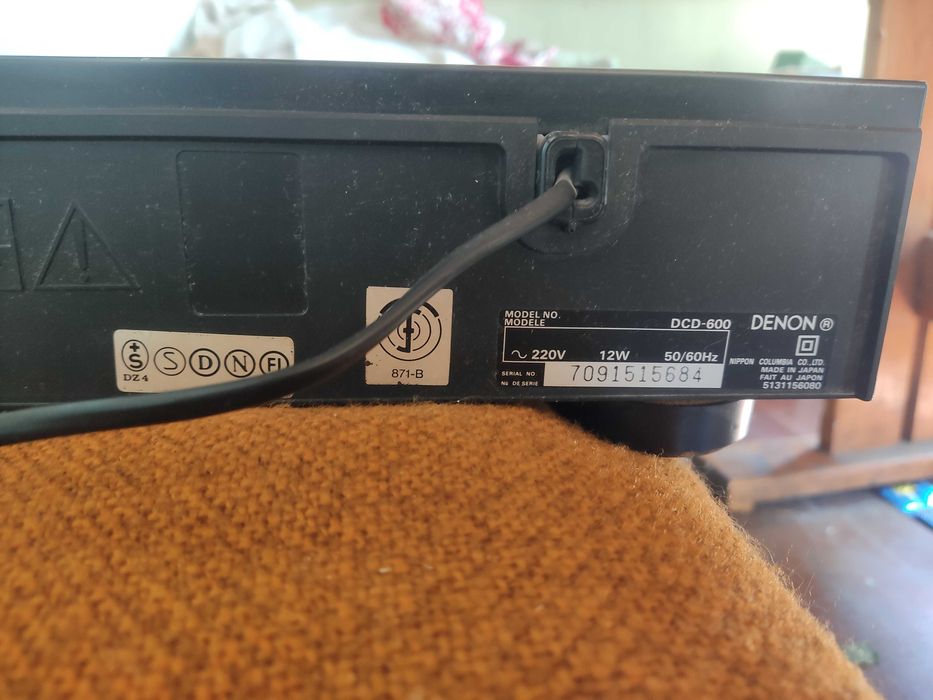 MODEL NO.
MODELE
DCD-600
∿ 220V 12W 50/60Hz
SERIAL NO.
Nº DE SERIE
7091515684
DENON®
NIPPON COLUMBIA CO.,LTD.
MADE IN JAPAN
FAIT AU JAPON
5131156080
871-B
+S S D N FI
DZ4